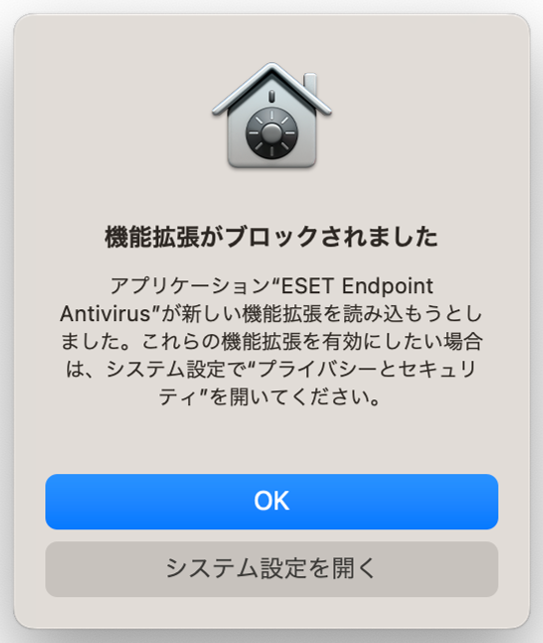 機能拡張がブロックされました
アプリケーション“ESET Endpoint
Antivirus”が新しい機能拡張を読み込もうとし
ました。これらの機能拡張を有効にしたい場合
は、システム設定で“プライバシーとセキュリ
ティ”を開いてください。
OK
システム設定を開く